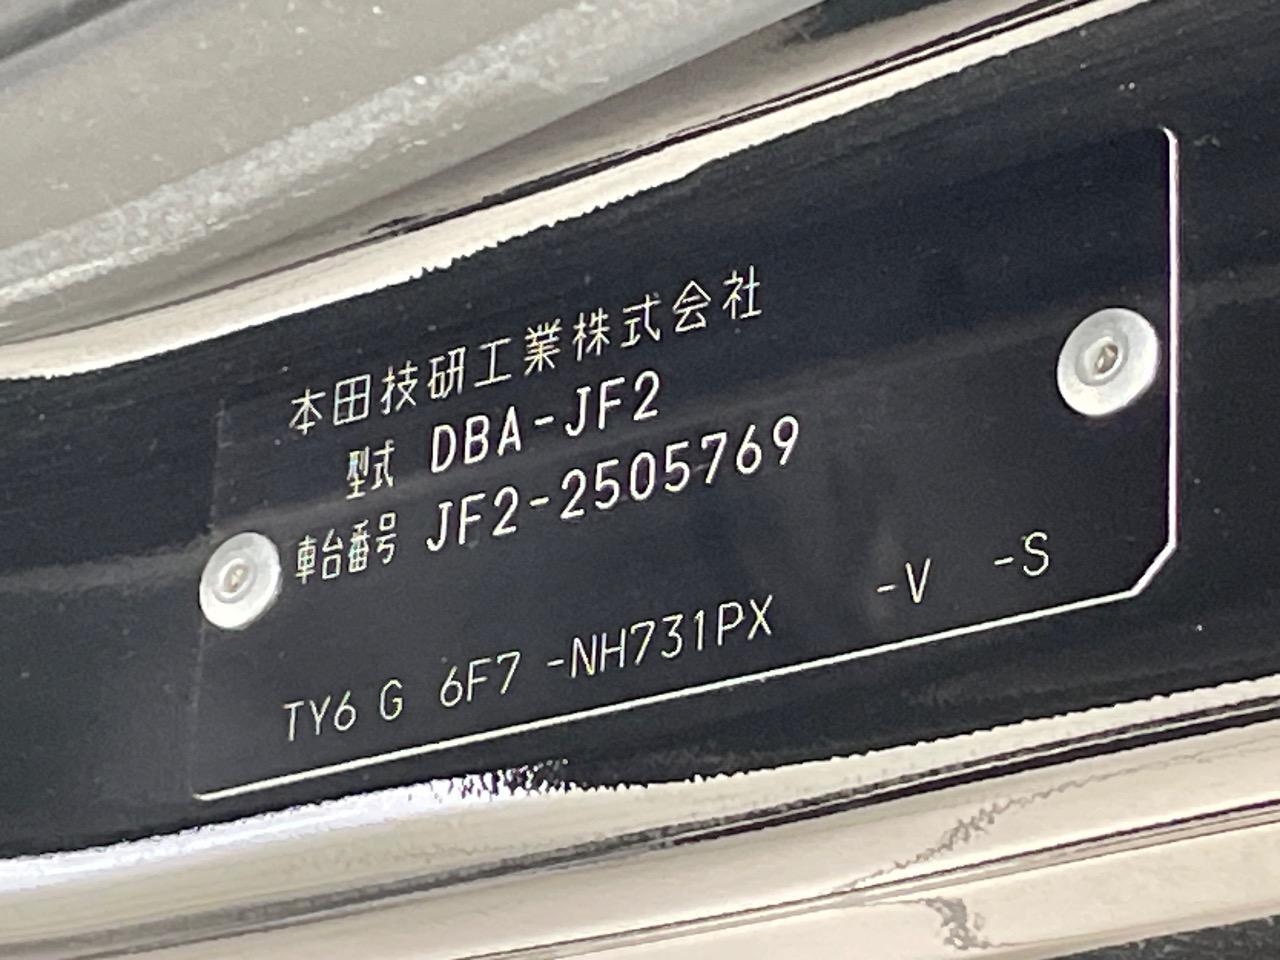 本田技研工業株式会社
型式 DBA-JF2
車台番号 JF2-2505769
TY6 G 6F7 -NH731PX -V -S